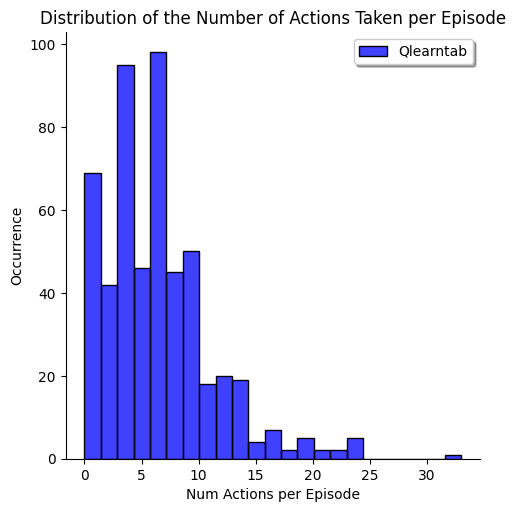 Distribution of the Number of Actions Taken per Episode
Qlearntab
100
80
60
40
20
0
Occurrence
0 5 10 15 20 25 30
Num Actions per Episode